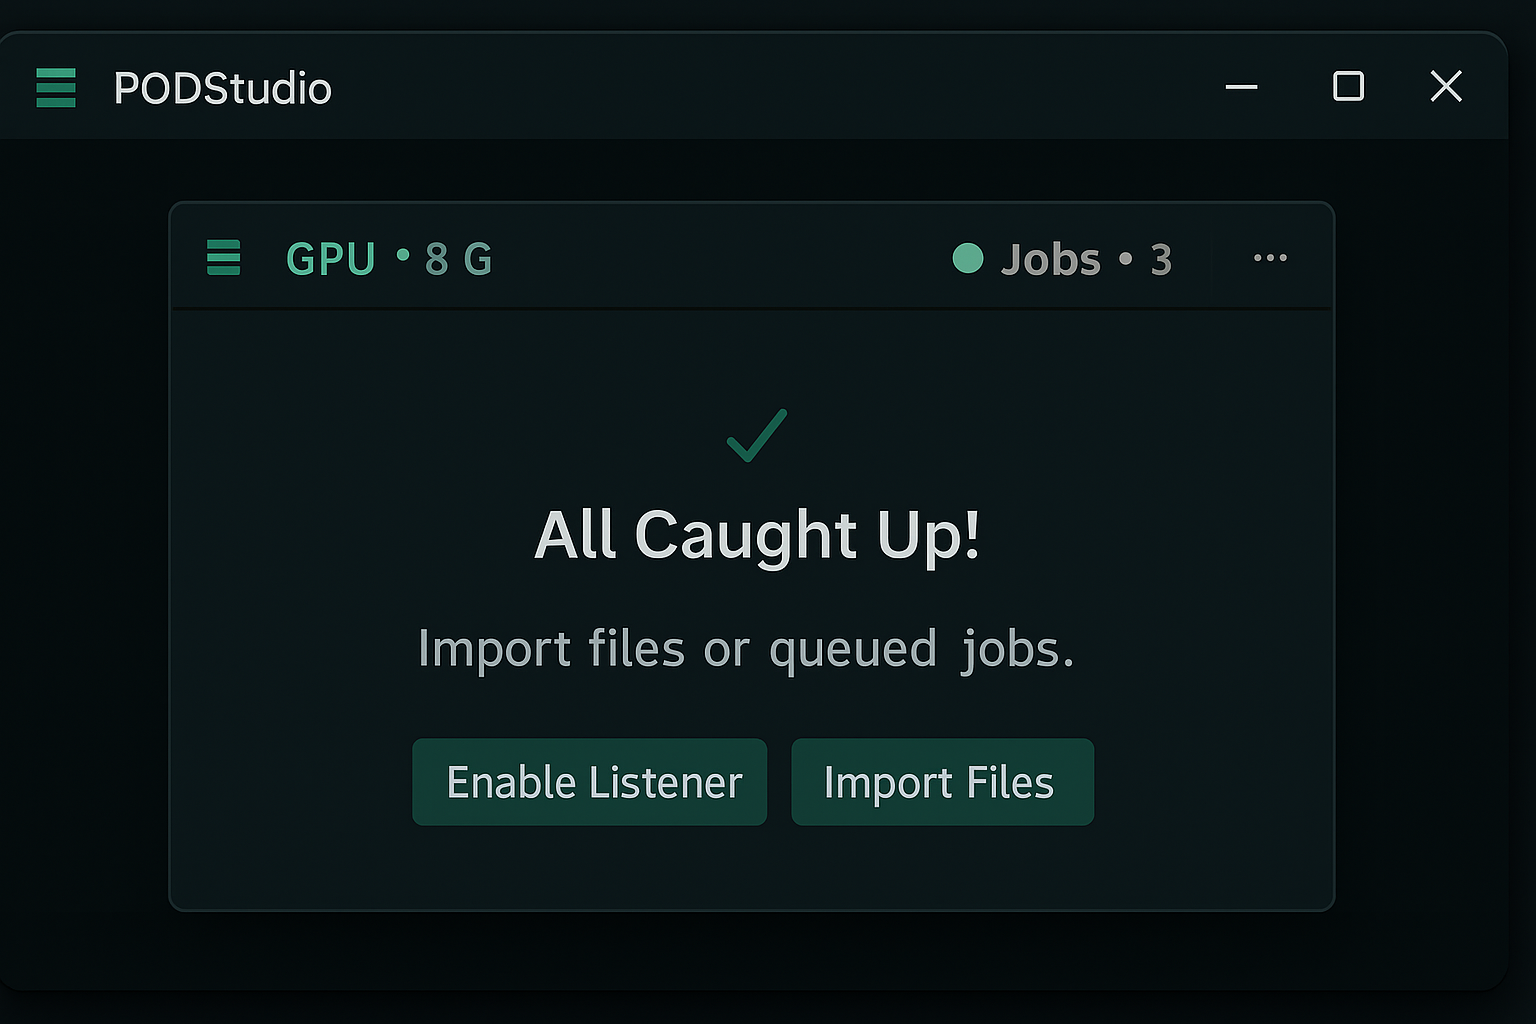 PODStudio
GPU • 8 G
Jobs • 3
All Caught Up!
Import files or queued jobs.
Enable Listener
Import Files